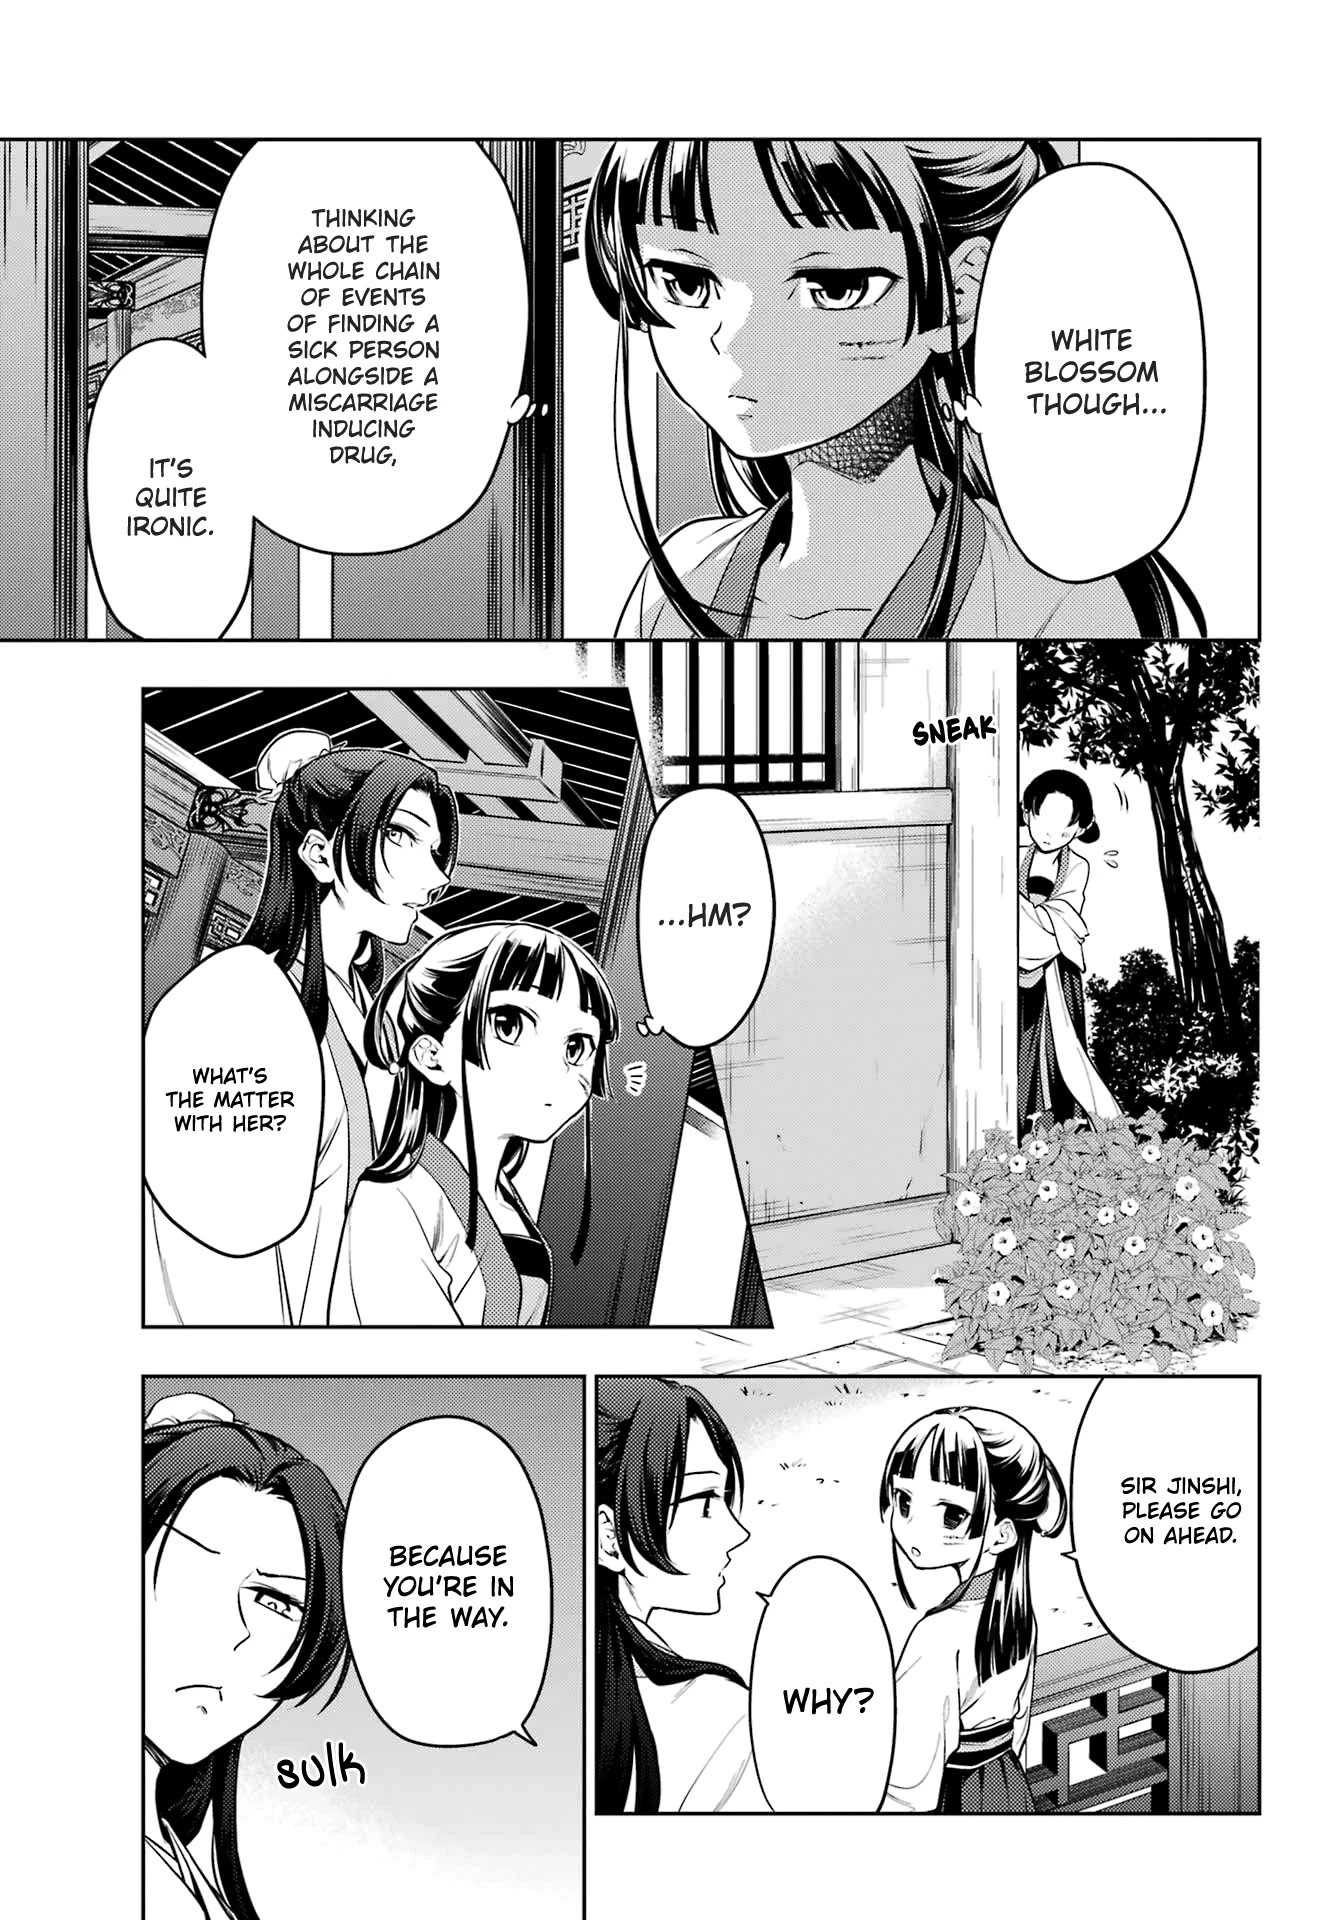 WHITE
BLOSSOM
THOUGH...
THINKING
ABOUT THE
WHOLE CHAIN
OF EVENTS
OF FINDING A
SICK PERSON
ALONGSIDE A
MISCARRIAGE
INDUCING
DRUG,
IT'S
QUITE
IRONIC.
SNEAK
...HM?
WHAT'S
THE MATTER
WITH HER?
SIR JINSHI,
PLEASE GO
ON AHEAD.
WHY?
BECAUSE
YOU'RE IN
THE WAY.
SULK